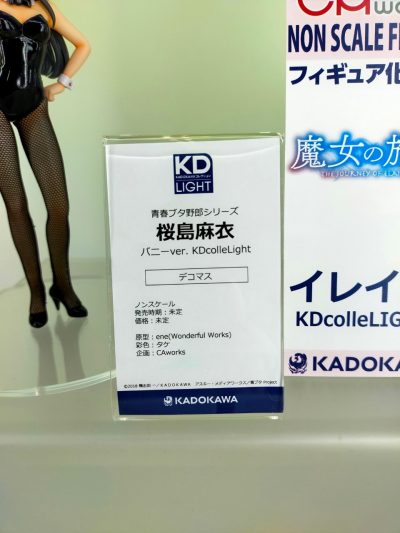 KD
LIGHT
青春ブタ野郎シリーズ
桜島麻衣
バニーver. KDcolleLight
デコマス
ノンスケール
発売時期：未定
価格：未定
原型：ene(Wonderful Works)
彩色：タケ
企画：CAworks
KADOKAWA
NON SCALE FI
フィギュア化
魔女の旅
THE JOURNEY OF ELAI
イレイ
KDcolleLIG
KADOKAWA